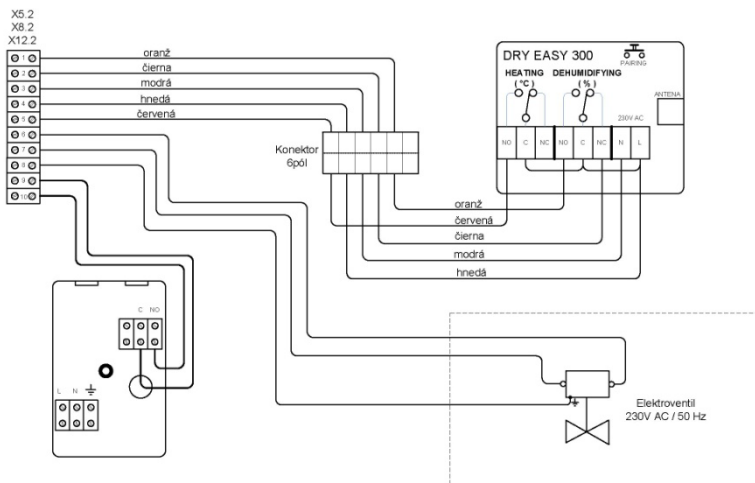 X5.2
X8.2
X12.2
1
2
3
4
5
6
7
8
9
10
oranž
čierna
modrá
hnedá
červená
Konektor
6pól
DRY EASY 300
PAIRING
HEATING
( °C )
DEHUMIDIFYING
( % )
ANTENA
230V AC
NO C NC NO C NC N L
oranž
červená
čierna
modrá
hnedá
C NO
L N
Elektroventil
230V AC / 50 Hz